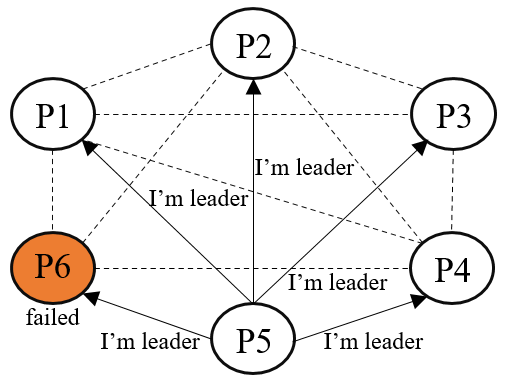 P2
P1
P3
I'm leader
I'm leader
P6
I'm leader
P4
failed
I'm leader
P5
I'm leader